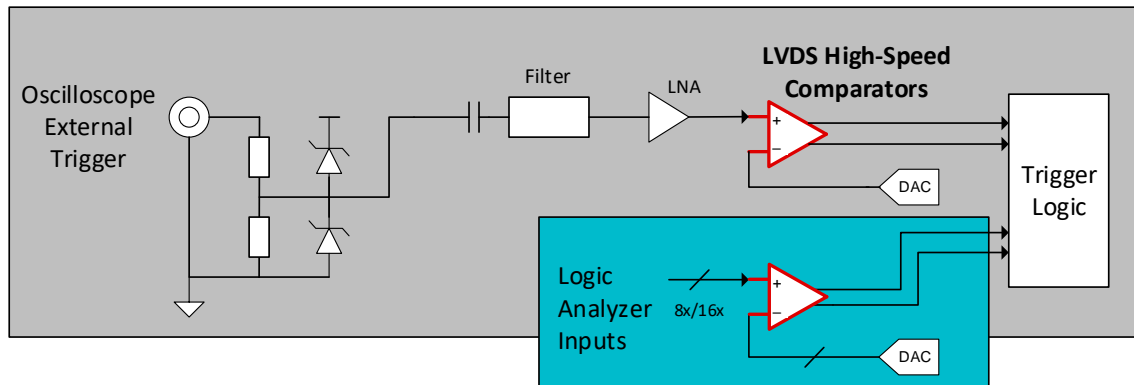 Oscilloscope
External
Trigger
Filter
LNA
LVDS High-Speed
Comparators
+
−
DAC
Trigger
Logic
Logic
Analyzer
Inputs
8x/16x
+
−
DAC